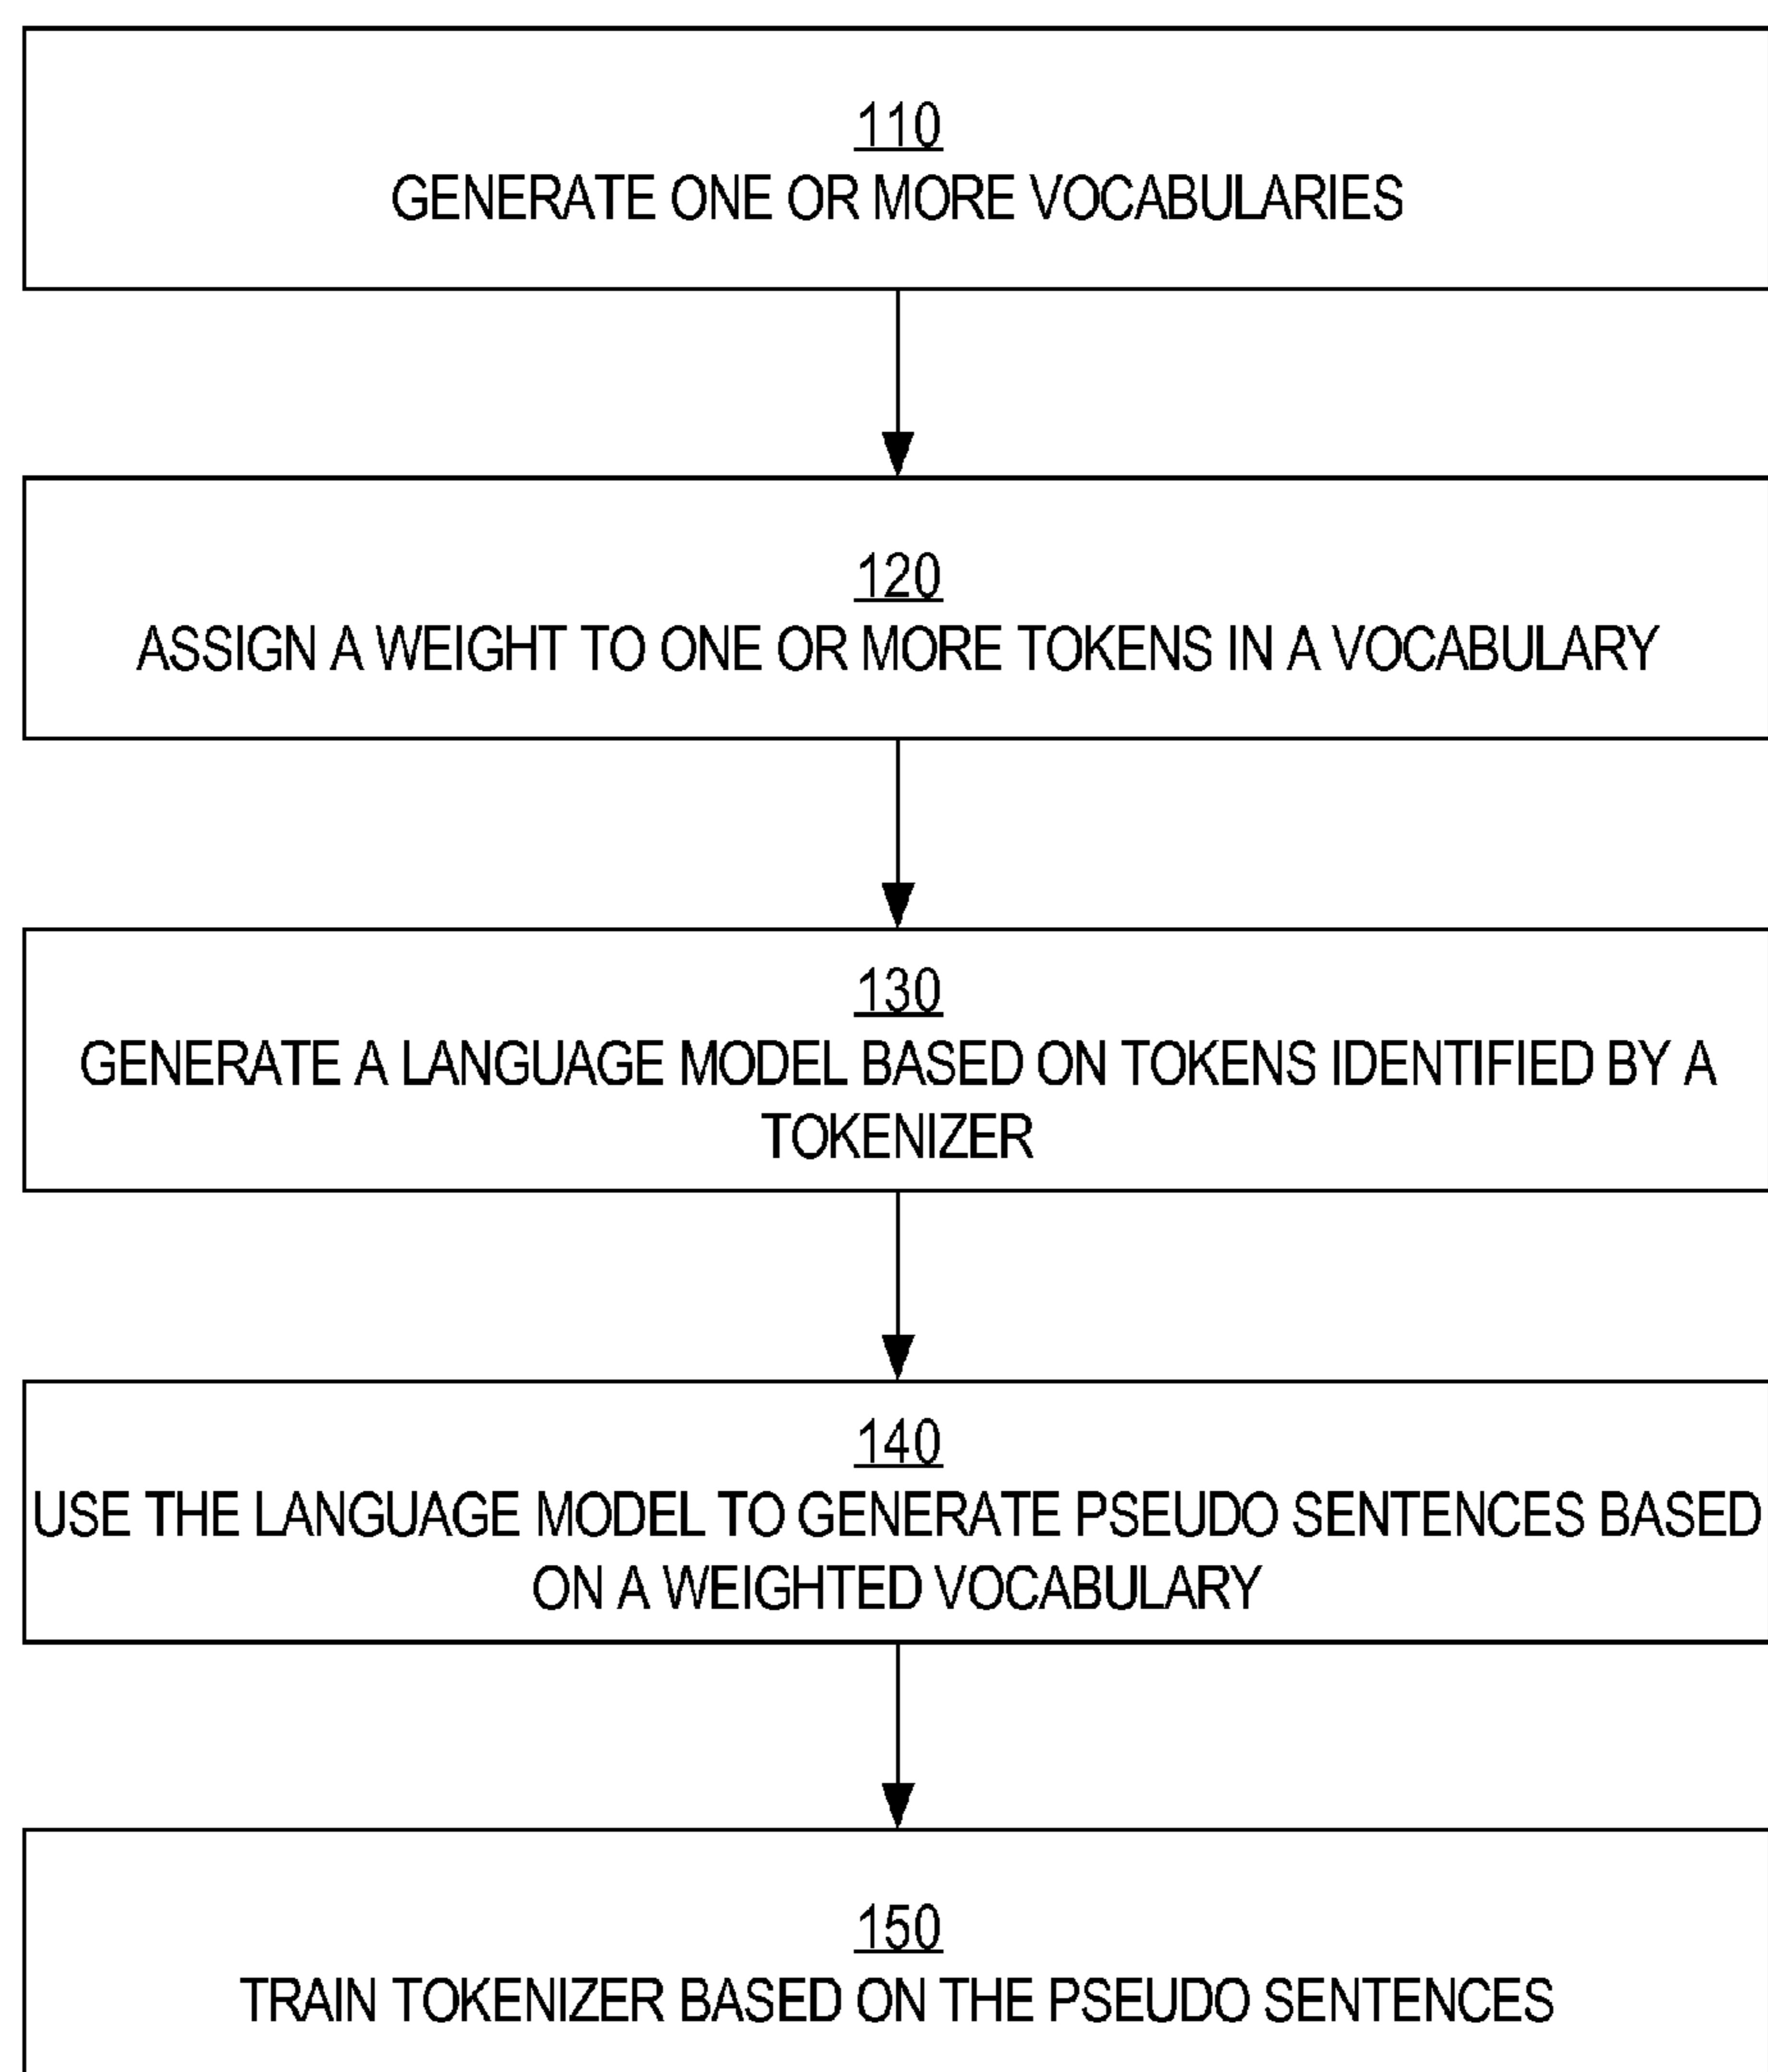 110
GENERATE ONE OR MORE VOCABULARIES
120
ASSIGN A WEIGHT TO ONE OR MORE TOKENS IN A VOCABULARY
130
GENERATE A LANGUAGE MODEL BASED ON TOKENS IDENTIFIED BY A
TOKENIZER
140
USE THE LANGUAGE MODEL TO GENERATE PSEUDO SENTENCES BASED
ON A WEIGHTED VOCABULARY
150
TRAIN TOKENIZER BASED ON THE PSEUDO SENTENCES